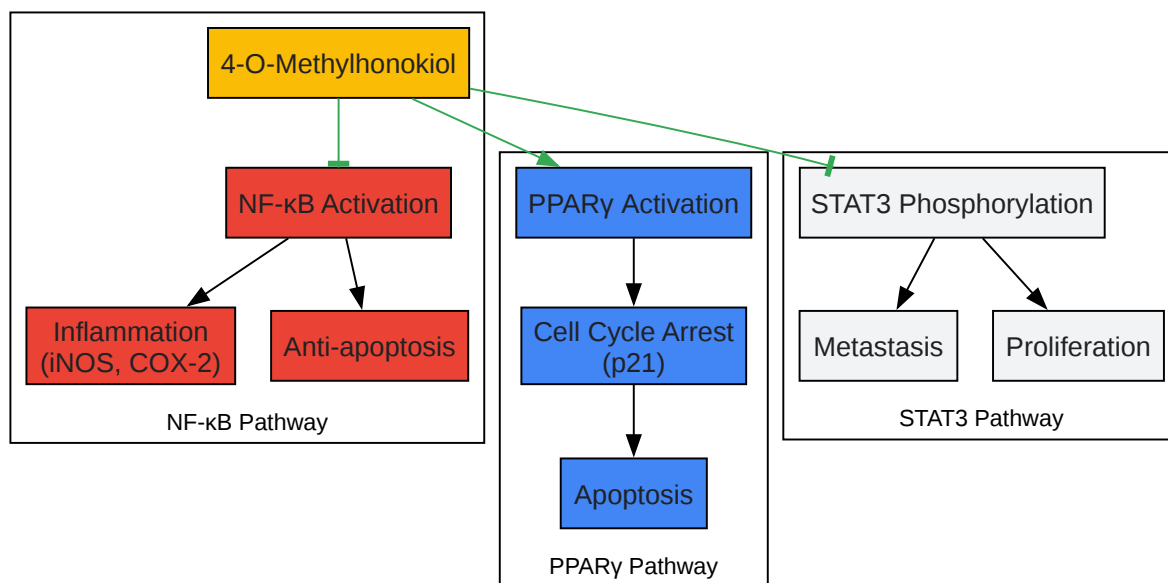 4-O-Methylhonokiol
NF-κB Activation
PPARγ Activation
STAT3 Phosphorylation
Inflammation
(iNOS, COX-2)
Anti-apoptosis
Cell Cycle Arrest
(p21)
Metastasis
Proliferation
NF-κB Pathway
STAT3 Pathway
Apoptosis
PPARγ Pathway